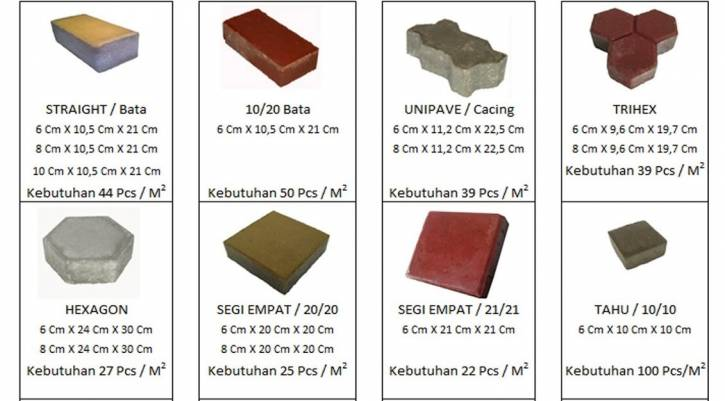 STRAIGHT / Bata
6 Cm X 10,5 Cm X 21 Cm
8 Cm X 10,5 Cm X 21 Cm
10 Cm X 10,5 Cm X 21 Cm
Kebutuhan 44 Pcs / M²
10/20 Bata
6 Cm X 10,5 Cm X 21 Cm
Kebutuhan 50 Pcs / M²
UNIPAVE / Cacing
6 Cm X 11,2 Cm X 22,5 Cm
8 Cm X 11,2 Cm X 22,5 Cm
Kebutuhan 39 Pcs / M²
TRIHEX
6 Cm X 9,6 Cm X 19,7 Cm
8 Cm X 9,6 Cm X 19,7 Cm
Kebutuhan 39 Pcs / M²
HEXAGON
6 Cm X 24 Cm X 30 Cm
8 Cm X 24 Cm X 30 Cm
Kebutuhan 27 Pcs / M²
SEGI EMPAT / 20/20
6 Cm X 20 Cm X 20 Cm
8 Cm X 20 Cm X 20 Cm
Kebutuhan 25 Pcs / M²
SEGI EMPAT / 21/21
6 Cm X 21 Cm X 21 Cm
Kebutuhan 22 Pcs / M²
TAHU / 10/10
6 Cm X 10 Cm X 10 Cm
Kebutuhan 100 Pcs/M²